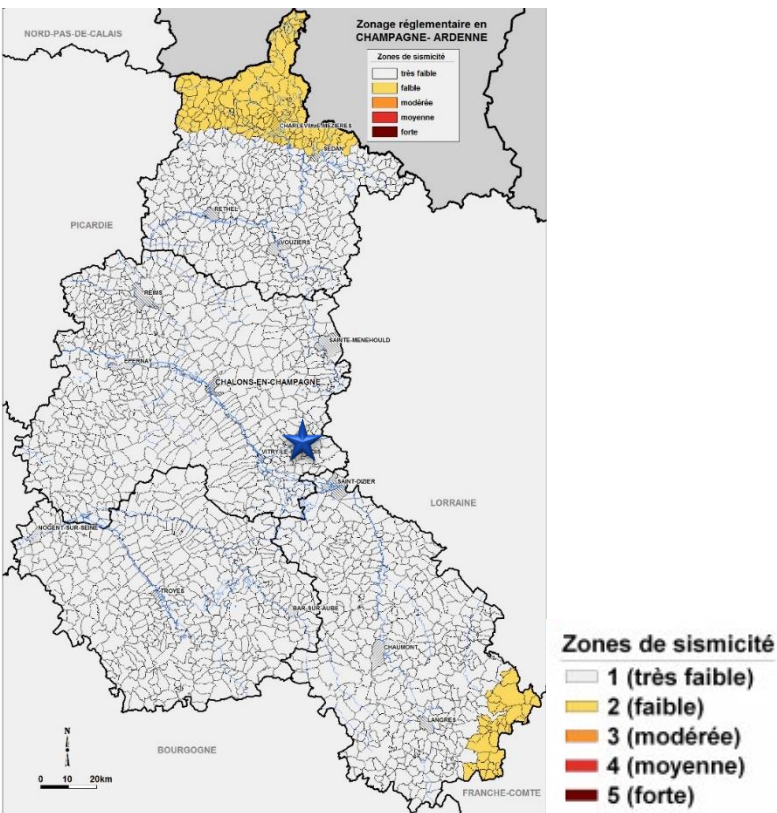 NORD-PAS-DE-CALAIS
Zonage réglementaire en
CHAMPAGNE- ARDENNE
Zones de sismicité
très faible
faible
modérée
moyenne
forte
CHARLEVILLE-MEZIERES
SEDAN
RETHEL
PICARDIE
VOUZIERS
REIMS
SAINTE-MENEHOULD
EPERNAY
CHALONS-EN-CHAMPAGNE
SAINT-DIZIER
LORRAINE
NOGENT-SUR-SEINE
TROYES
BAR-SUR-AUBE
CHAUMONT
LANGRES
N
BOURGOGNE
0 10 20km
FRANCHE-COMTE
Zones de sismicité
1 (très faible)
2 (faible)
3 (modérée)
4 (moyenne)
5 (forte)